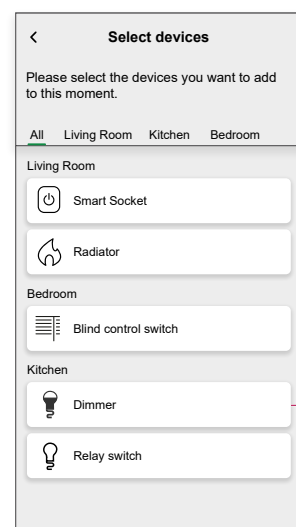 Select devices
Please select the devices you want to add
to this moment.
All Living Room Kitchen Bedroom
Living Room
Smart Socket
Radiator
Bedroom
Blind control switch
Kitchen
Dimmer
Relay switch